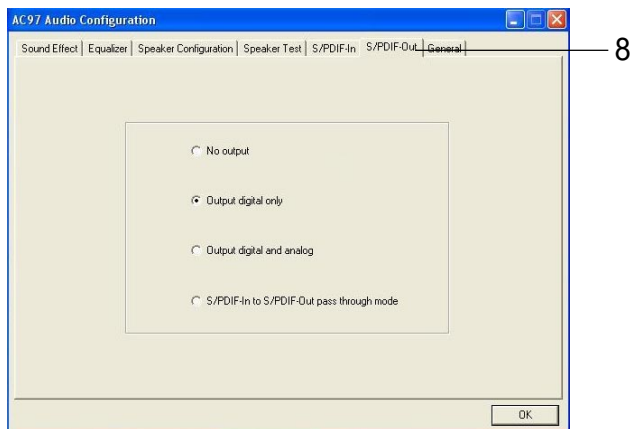 AC97 Audio Configuration
Sound Effect Equalizer Speaker Configuration Speaker Test S/PDIF-In S/PDIF-Out General
8
No output
Output digital only
Output digital and analog
S/PDIF-In to S/PDIF-Out pass through mode
OK